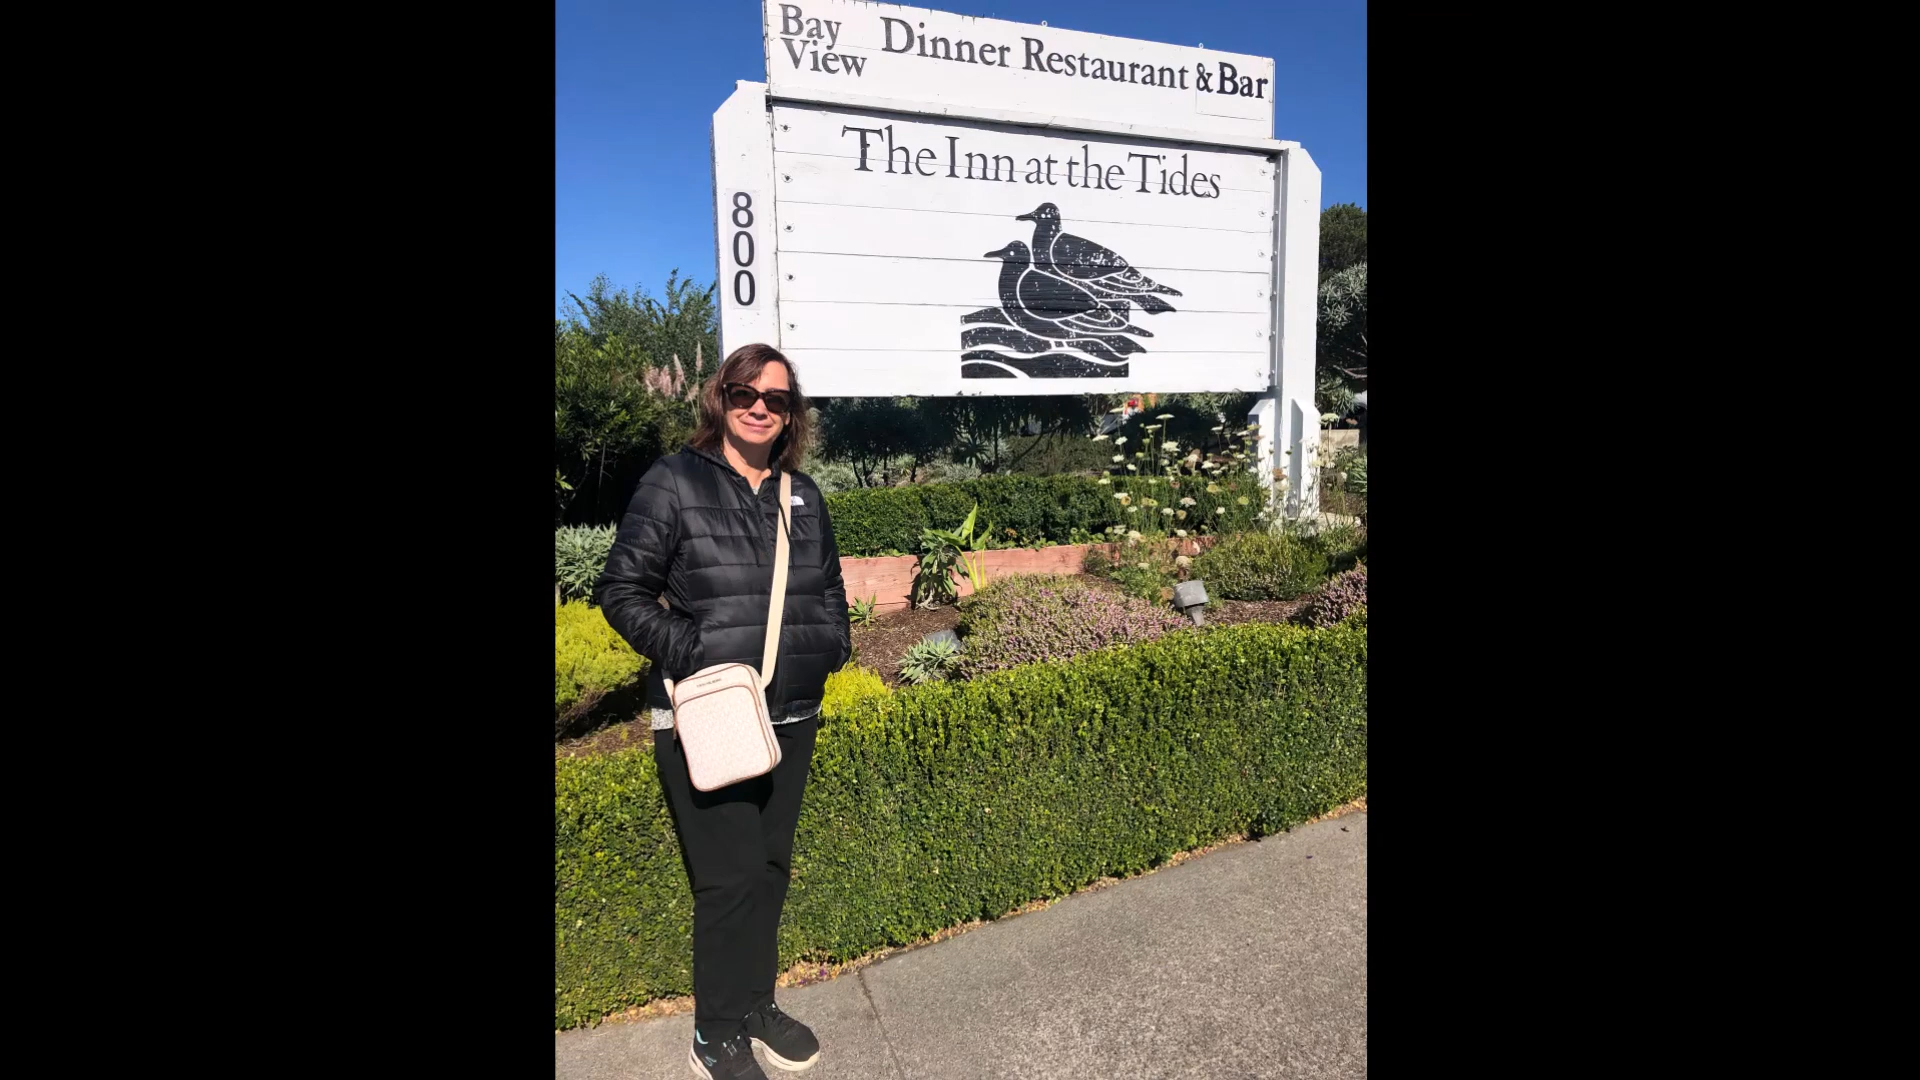 Bay
View
Dinner Restaurant & Bar
The Inn at the Tides
800